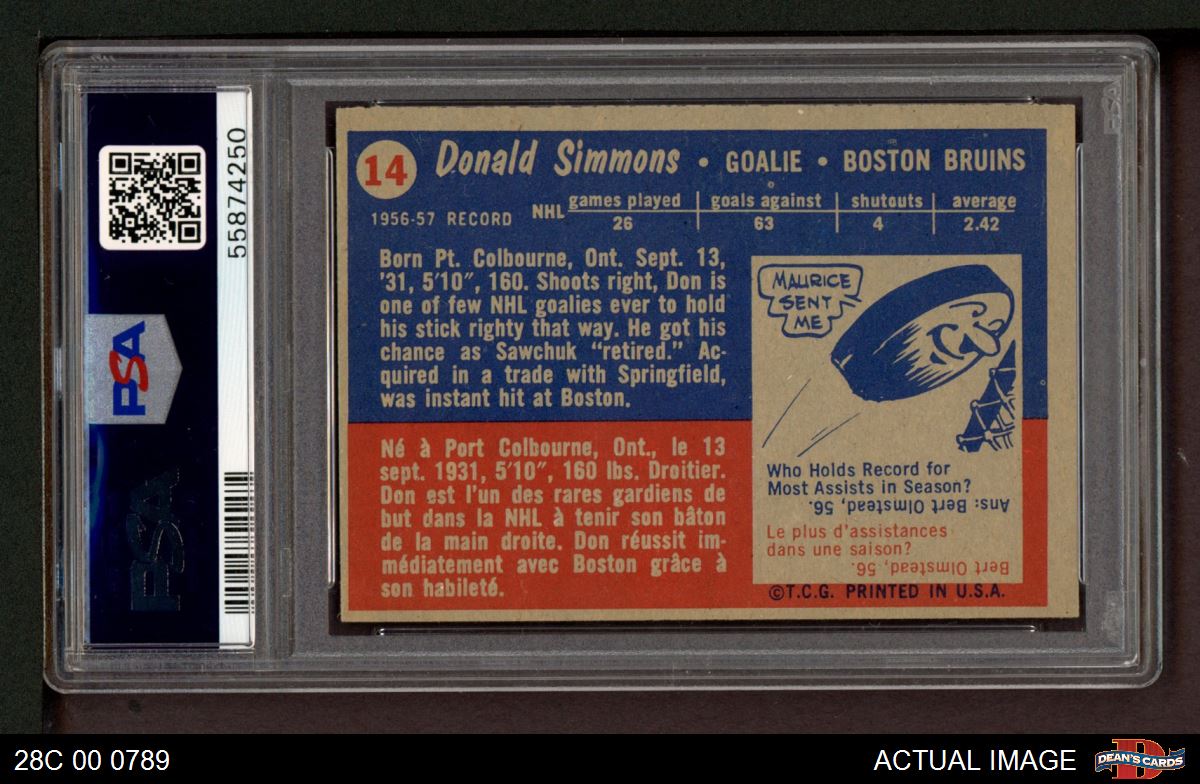 PSA
55874250
PSA
PSA
14 Donald Simmons • GOALIE • BOSTON BRUINS
1956-57 RECORD NHL games played goals against shutouts average
26 63 4 2.42
Born Pt. Colbourne, Ont. Sept. 13,
'31, 5'10", 160. Shoots right, Don is
one of few NHL goalies ever to hold
his stick righty that way. He got his
chance as Sawchuk "retired." Ac-
quired in a trade with Springfield,
was instant hit at Boston.
Né à Port Colbourne, Ont., le 13
sept. 1931, 5'10", 160 lbs. Droitier.
Don est l'un des rares gardiens de
but dans la NHL à tenir son bâton
de la main droite. Don réussit im-
médiatement avec Boston grâce à
son habileté.
MAURICE
SENT
ME
Who Holds Record for
Most Assists in Season?
Ans: Bert Olmstead, '56.
Le plus d'assistances
dans une saison?
Bert Olmstead, '56.
©T.C.G. PRINTED IN U.S.A.
28C 00 0789
ACTUAL IMAGE
D
DEAN'S CARDS